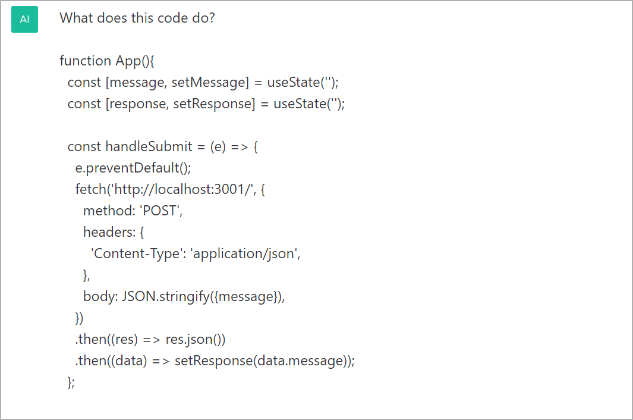 AI
What does this code do?
function App(){
const [message, setMessage] = useState('');
const [response, setResponse] = useState('');
const handleSubmit = (e) => {
e.preventDefault();
fetch('http://localhost:3001/', {
method: 'POST',
headers: {
'Content-Type': 'application/json',
},
body: JSON.stringify({message}),
})
.then((res) => res.json())
.then((data) => setResponse(data.message));
};